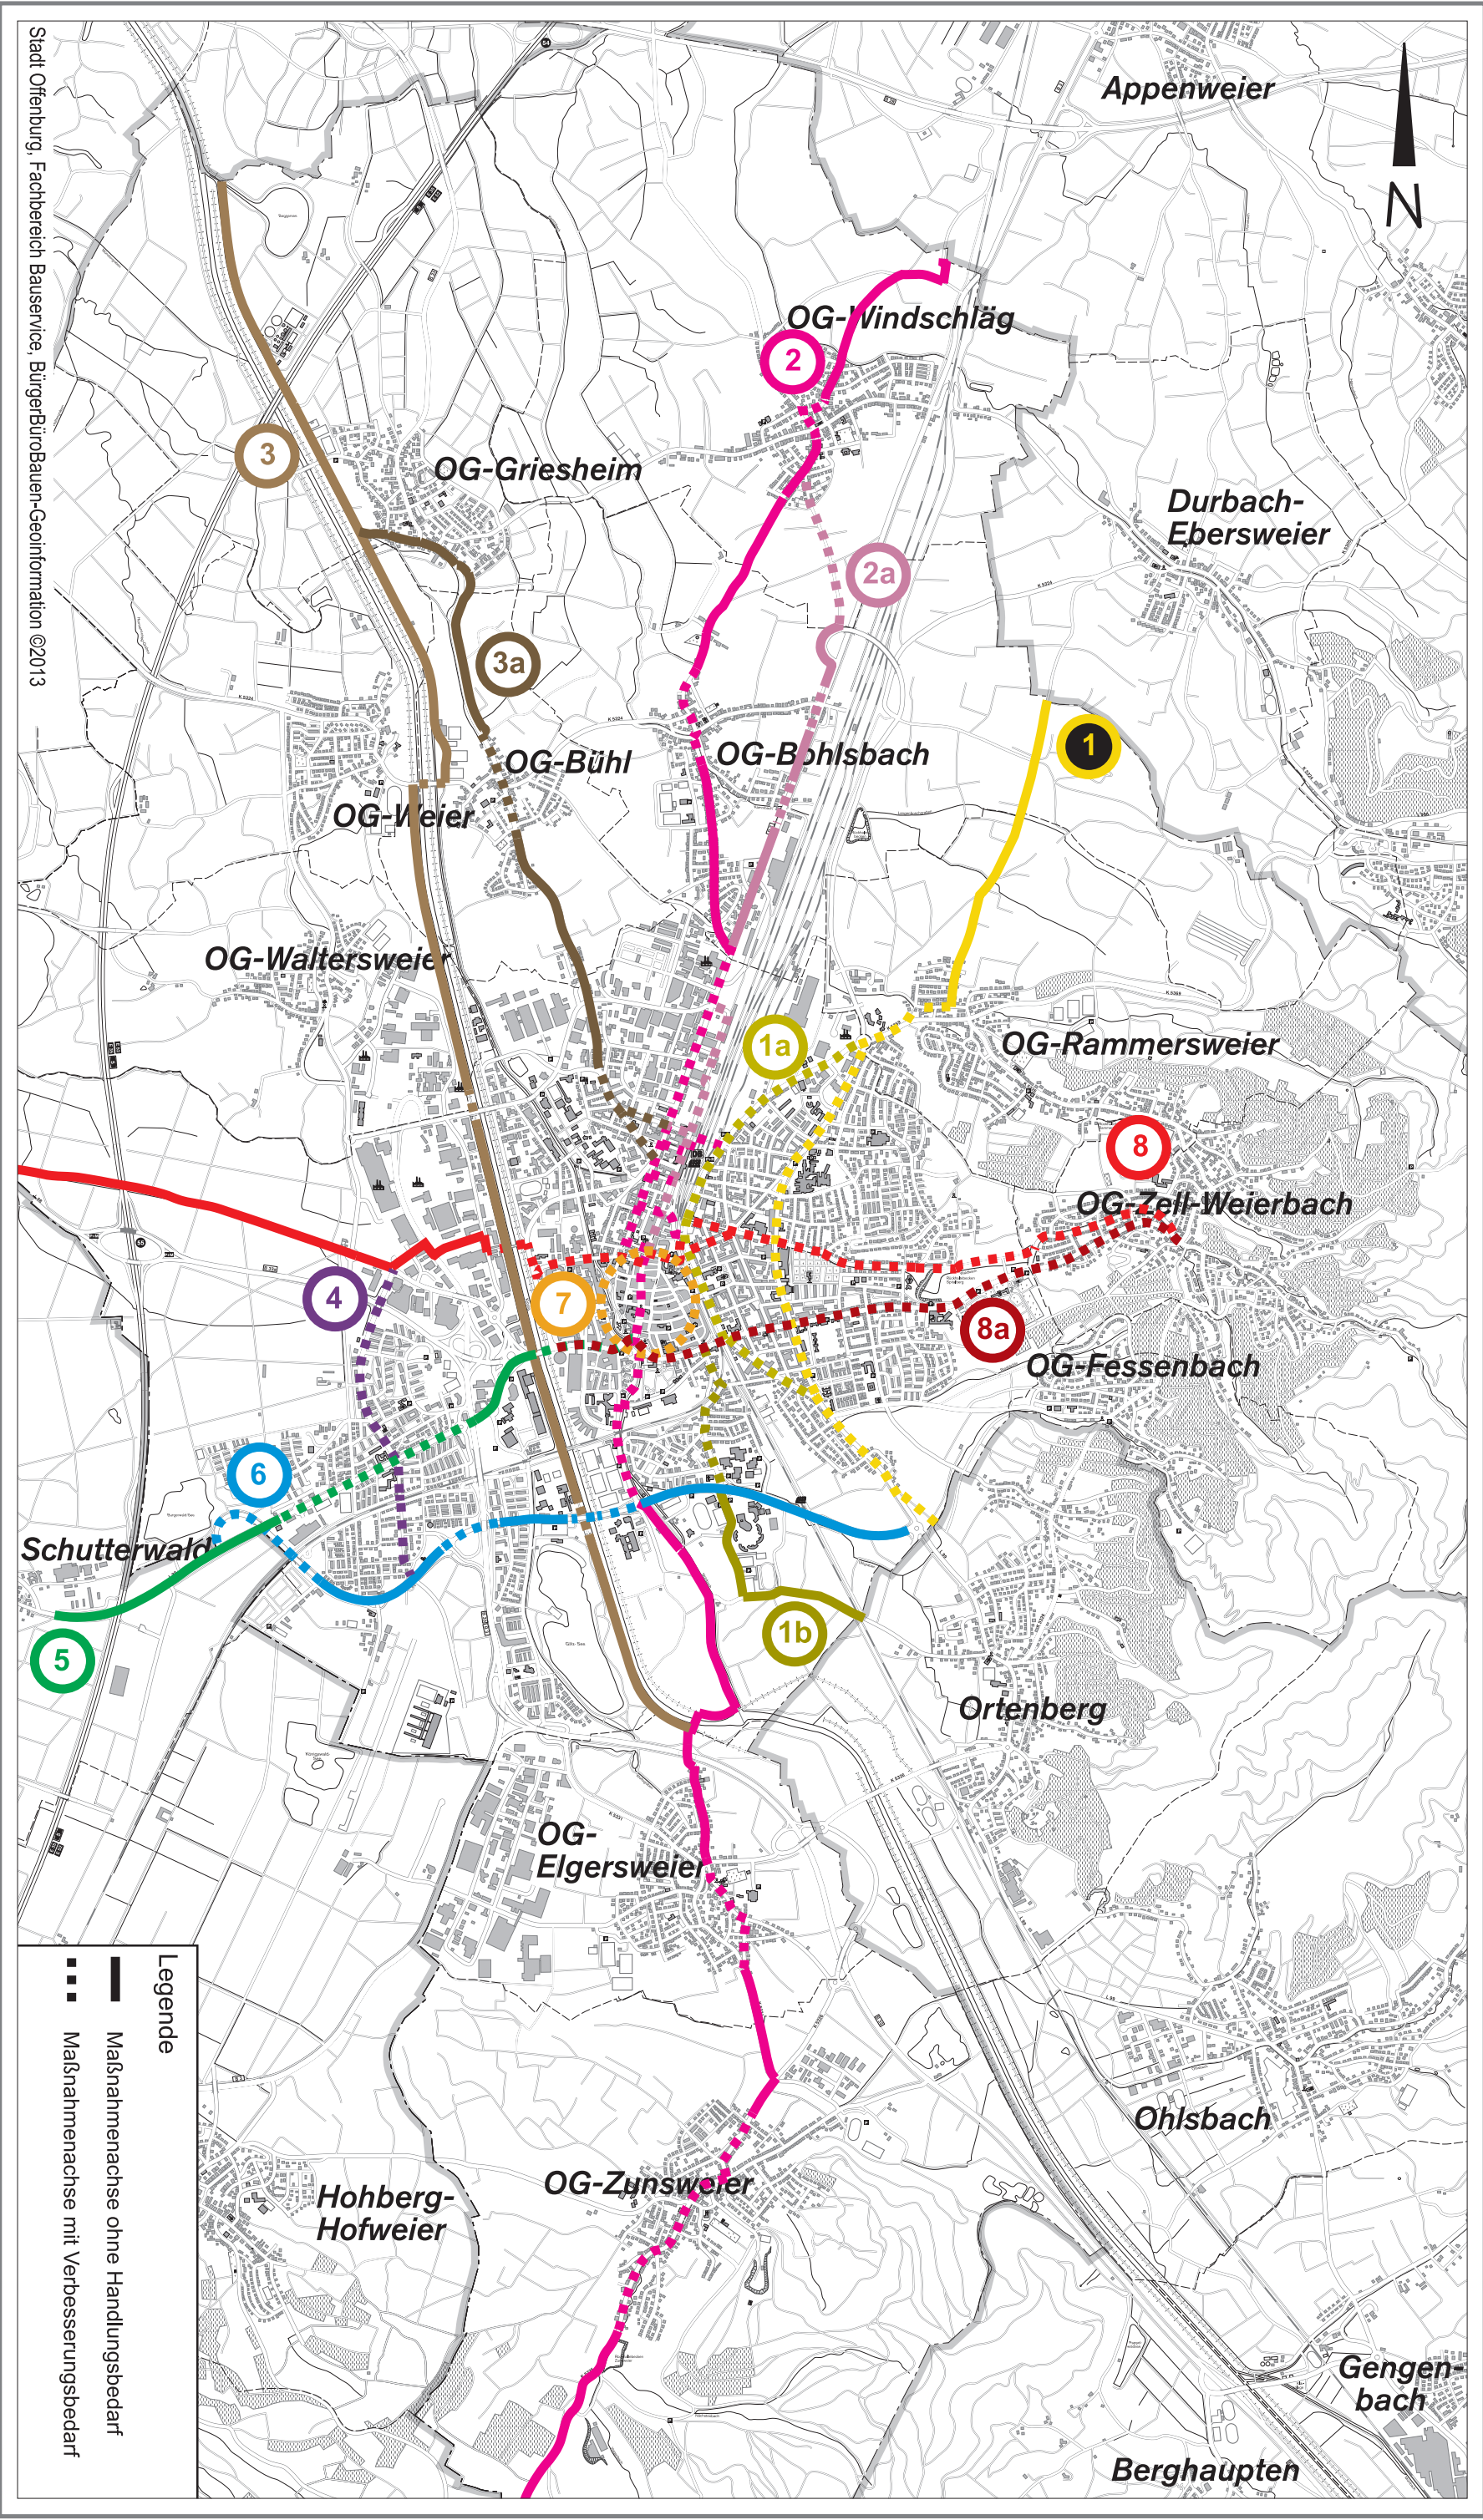 Appenweier
N
OG-Windschläg
2
3
OG-Griesheim
Durbach-
Ebersweier
2a
3a
1
OG-Bühl
OG-Bohlsbach
OG-Weier
OG-Waltersweier
1a
OG-Rammersweier
8
OG-Zell-Weierbach
4
7
8a
OG-Fessenbach
6
Schutterwald
5
1b
Ortenberg
OG-
Elgersweier
Ohlsbach
OG-Zunsweier
Hohberg-
Hofweier
Gengen-
bach
Berghaupten
Legende
Maßnahmenachse ohne Handlungsbedarf
Maßnahmenachse mit Verbesserungsbedarf
Stadt Offenburg, Fachbereich Bauservice, BürgerBüroBauen-Geoinformation ©2013